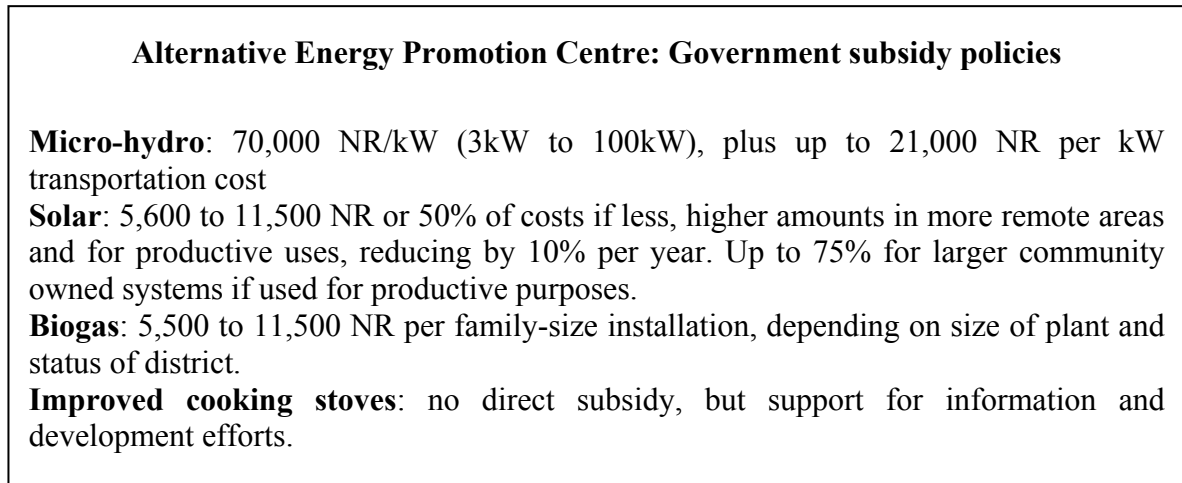 Alternative Energy Promotion Centre: Government subsidy policies
Micro-hydro: 70,000 NR/kW (3kW to 100kW), plus up to 21,000 NR per kW
transportation cost
Solar: 5,600 to 11,500 NR or 50% of costs if less, higher amounts in more remote areas
and for productive uses, reducing by 10% per year. Up to 75% for larger community
owned systems if used for productive purposes.
Biogas: 5,500 to 11,500 NR per family-size installation, depending on size of plant and
status of district.
Improved cooking stoves: no direct subsidy, but support for information and
development efforts.